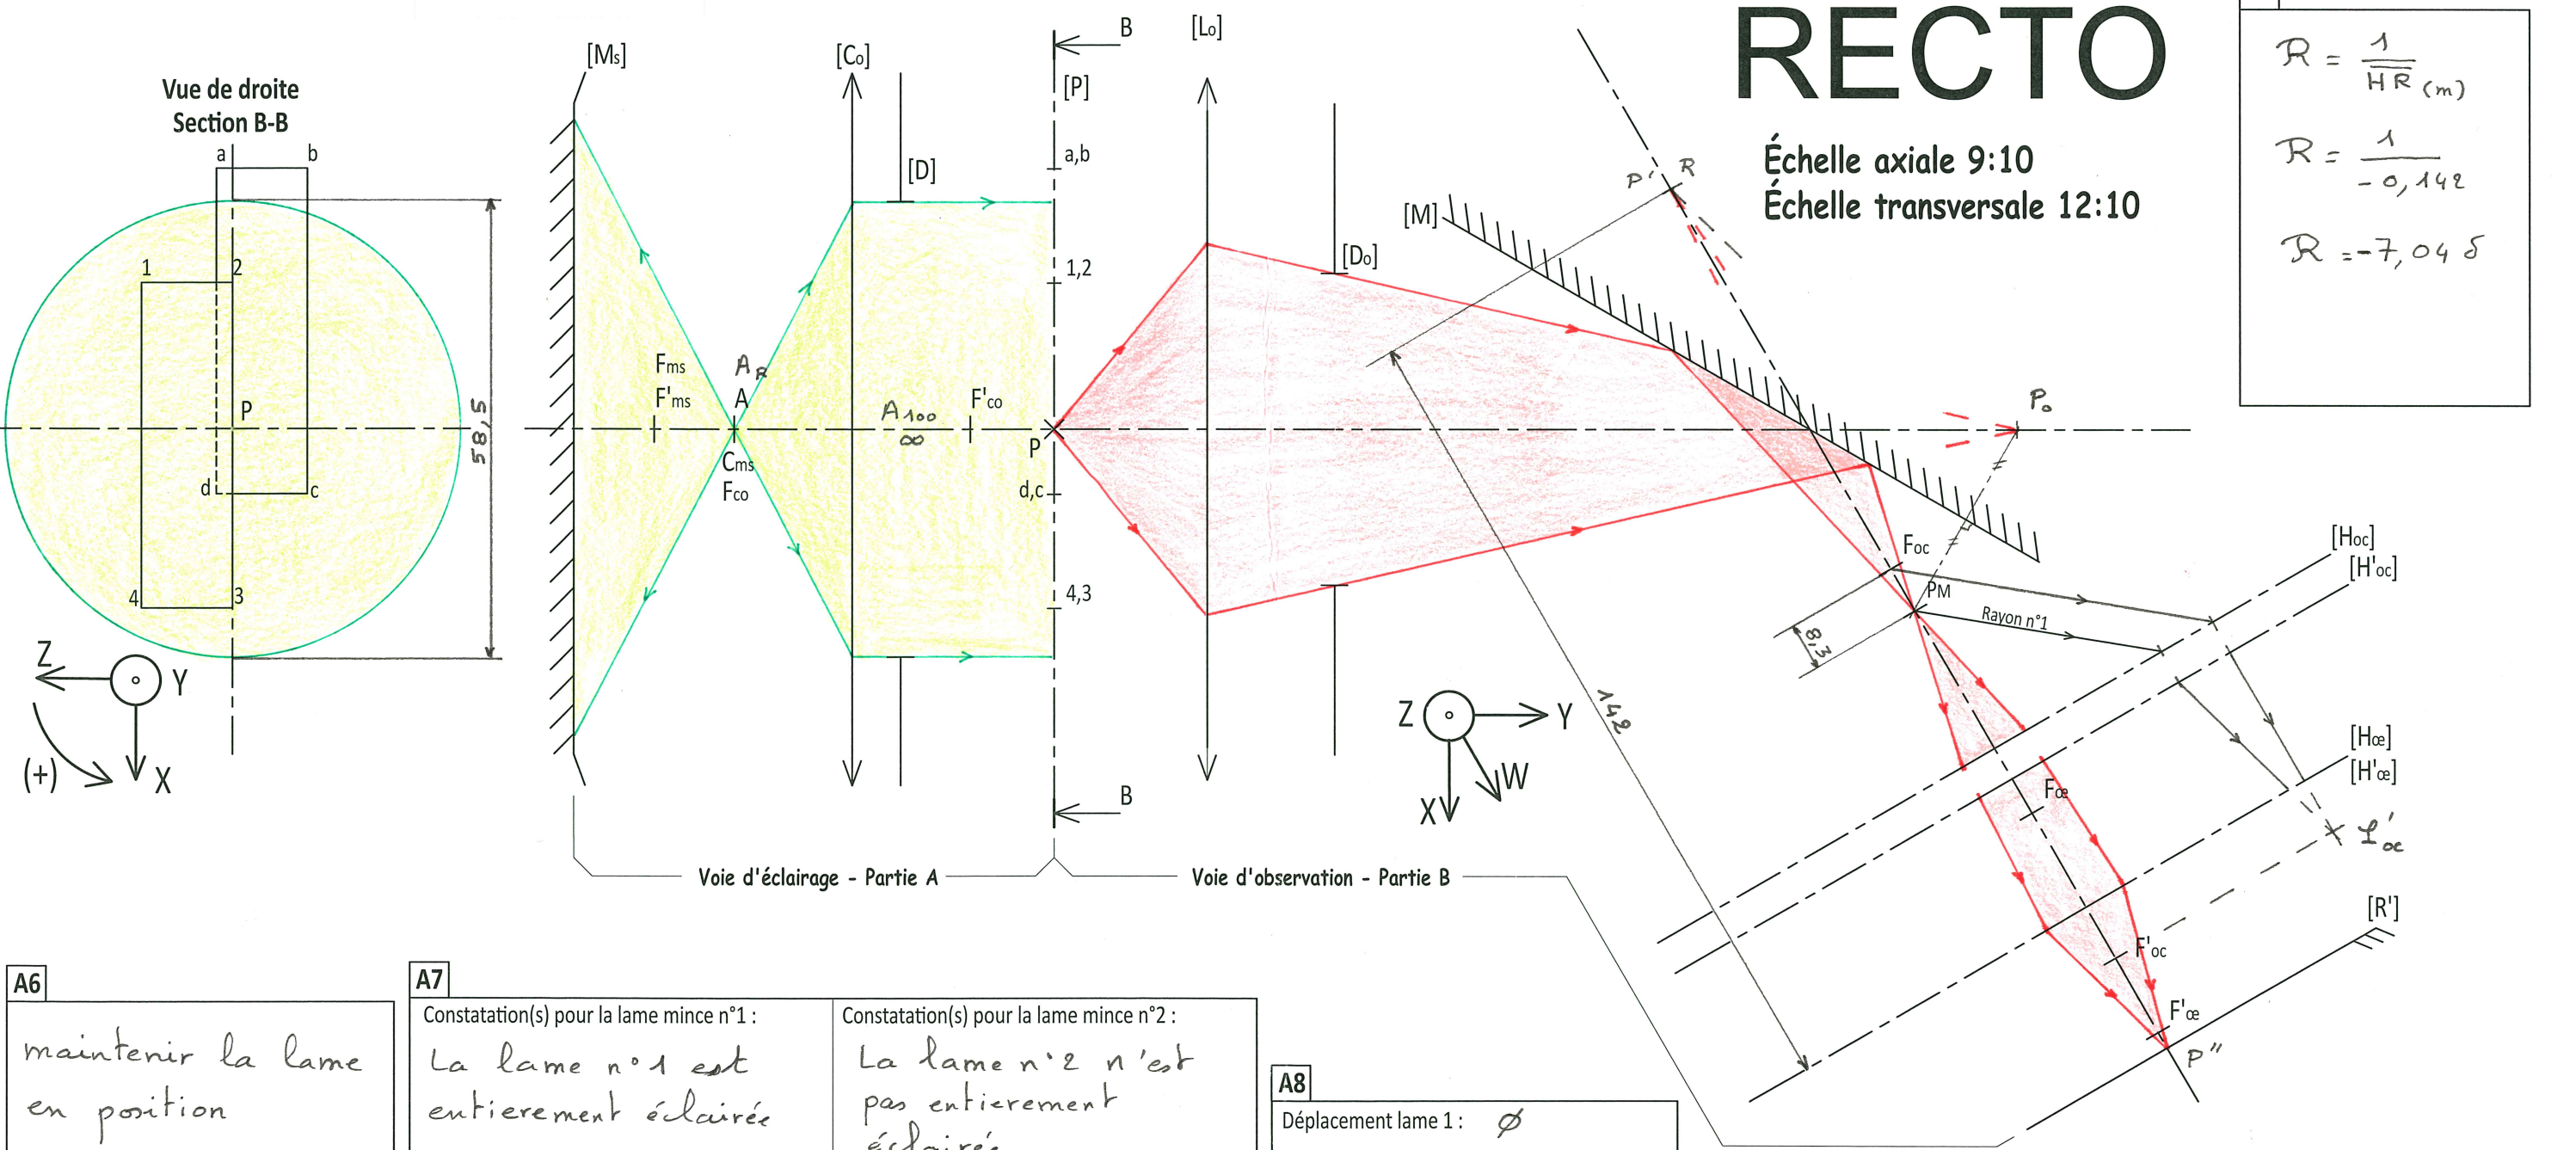 RECTO
Échelle axiale 9:10
Échelle transversale 12:10
R = 1 / HR (m)
R = 1 / -0,142
R = -7,04 δ
Vue de droite
Section B-B
a
b
1
2
P
d
c
4
3
58,5
Z
Y
(+)
X
[Ms]
[Co]
[D]
Fms
F'ms
AR
A
Cms
Fco
A100
∞
F'co
B
[P]
a,b
1,2
P
d,c
4,3
B
[Lo]
[Do]
[M]
P'
R
Po
142
Foc
PM
Rayon n°1
8,3
[Hoc]
[H'oc]
Z
Y
X
W
Fœ
[Hœ]
[H'œ]
F'oc
[R']
F'œ
P''
Voie d'éclairage - Partie A
Voie d'observation - Partie B
A6
maintenir la lame
en position
A7
Constatation(s) pour la lame mince n°1 :
La lame n°1 est
entierement éclairée
Constatation(s) pour la lame mince n°2 :
La lame n°2 n'est
pas entierement
éclairée
A8
Déplacement lame 1 : Ø